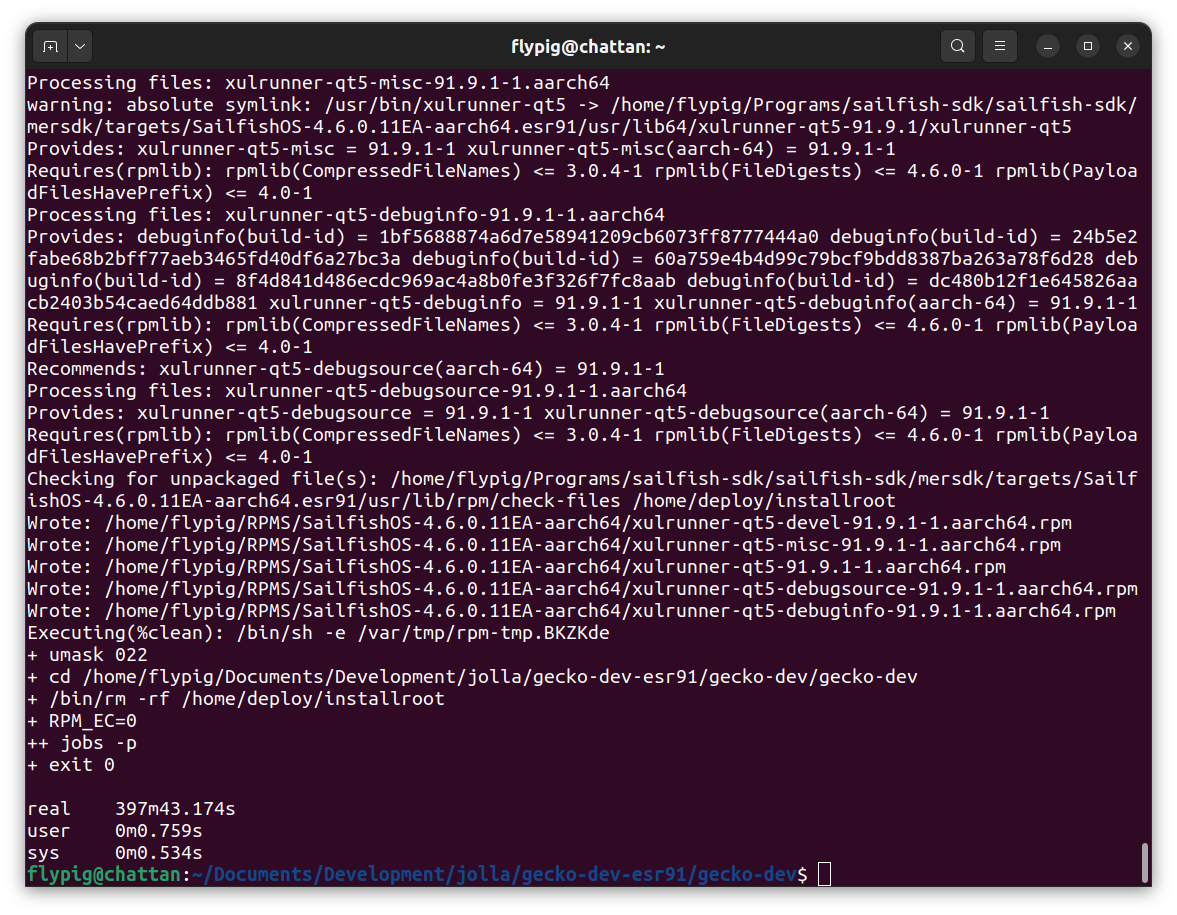 flypig@chattan: ~
Processing files: xulrunner-qt5-misc-91.9.1-1.aarch64
warning: absolute symlink: /usr/bin/xulrunner-qt5 -> /home/flypig/Programs/sailfish-sdk/sailfish-sdk/
mersdk/targets/SailfishOS-4.6.0.11EA-aarch64.esr91/usr/lib64/xulrunner-qt5-91.9.1/xulrunner-qt5
Provides: xulrunner-qt5-misc = 91.9.1-1 xulrunner-qt5-misc(aarch-64) = 91.9.1-1
Requires(rpmlib): rpmlib(CompressedFileNames) <= 3.0.4-1 rpmlib(FileDigests) <= 4.6.0-1 rpmlib(Payloa
dFilesHavePrefix) <= 4.0-1
Processing files: xulrunner-qt5-debuginfo-91.9.1-1.aarch64
Provides: debuginfo(build-id) = 1bf5688874a6d7e58941209cb6073ff8777444a0 debuginfo(build-id) = 24b5e2
fabe68b2bff77aeb3465fd40df6a27bc3a debuginfo(build-id) = 60a759e4b4d99c79bcf9bdd8387ba263a78f6d28 deb
uginfo(build-id) = 8f4d841d486ecdc969ac4a8b0fe3f326f7fc8aab debuginfo(build-id) = dc480b12f1e645826aa
cb2403b54caed64ddb881 xulrunner-qt5-debuginfo = 91.9.1-1 xulrunner-qt5-debuginfo(aarch-64) = 91.9.1-1
Requires(rpmlib): rpmlib(CompressedFileNames) <= 3.0.4-1 rpmlib(FileDigests) <= 4.6.0-1 rpmlib(Payloa
dFilesHavePrefix) <= 4.0-1
Recommends: xulrunner-qt5-debugsource(aarch-64) = 91.9.1-1
Processing files: xulrunner-qt5-debugsource-91.9.1-1.aarch64
Provides: xulrunner-qt5-debugsource = 91.9.1-1 xulrunner-qt5-debugsource(aarch-64) = 91.9.1-1
Requires(rpmlib): rpmlib(CompressedFileNames) <= 3.0.4-1 rpmlib(FileDigests) <= 4.6.0-1 rpmlib(Payloa
dFilesHavePrefix) <= 4.0-1
Checking for unpackaged file(s): /home/flypig/Programs/sailfish-sdk/sailfish-sdk/mersdk/targets/Sailf
ishOS-4.6.0.11EA-aarch64.esr91/usr/lib/rpm/check-files /home/deploy/installroot
Wrote: /home/flypig/RPMS/SailfishOS-4.6.0.11EA-aarch64/xulrunner-qt5-devel-91.9.1-1.aarch64.rpm
Wrote: /home/flypig/RPMS/SailfishOS-4.6.0.11EA-aarch64/xulrunner-qt5-misc-91.9.1-1.aarch64.rpm
Wrote: /home/flypig/RPMS/SailfishOS-4.6.0.11EA-aarch64/xulrunner-qt5-91.9.1-1.aarch64.rpm
Wrote: /home/flypig/RPMS/SailfishOS-4.6.0.11EA-aarch64/xulrunner-qt5-debugsource-91.9.1-1.aarch64.rpm
Wrote: /home/flypig/RPMS/SailfishOS-4.6.0.11EA-aarch64/xulrunner-qt5-debuginfo-91.9.1-1.aarch64.rpm
Executing(%clean): /bin/sh -e /var/tmp/rpm-tmp.BKZKde
+ umask 022
+ cd /home/flypig/Documents/Development/jolla/gecko-dev-esr91/gecko-dev/gecko-dev
+ /bin/rm -rf /home/deploy/installroot
+ RPM_EC=0
++ jobs -p
+ exit 0
real    397m43.174s
user    0m0.759s
sys     0m0.534s
flypig@chattan:~/Documents/Development/jolla/gecko-dev-esr91/gecko-dev$